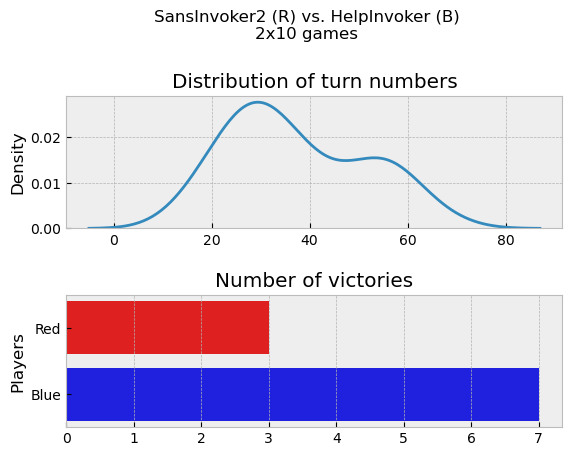 SansInvoker2 (R) vs. HelpInvoker (B)
2x10 games
Distribution of turn numbers
Density
0.02
0.01
0.00
0 20 40 60 80
Number of victories
Players
Red
Blue
0 1 2 3 4 5 6 7